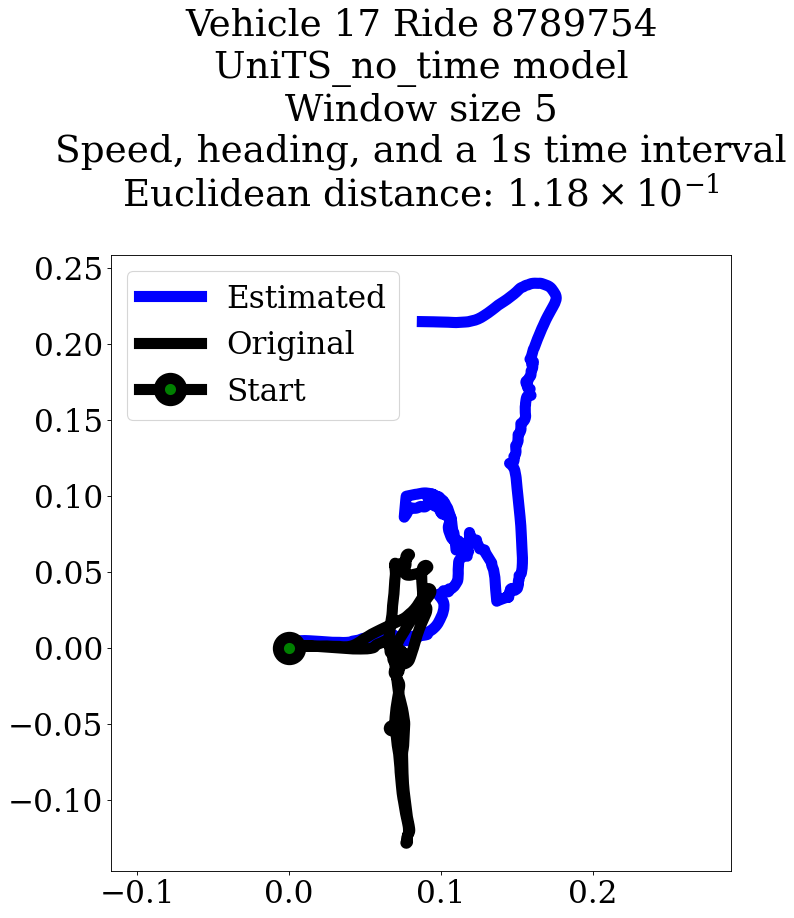 Vehicle 17 Ride 8789754
UniTS_no_time model
Window size 5
Speed, heading, and a 1s time interval
Euclidean distance: 1.18 × 10⁻¹
Estimated
Original
Start
0.25
0.20
0.15
0.10
0.05
0.00
−0.05
−0.10
−0.1
0.0
0.1
0.2